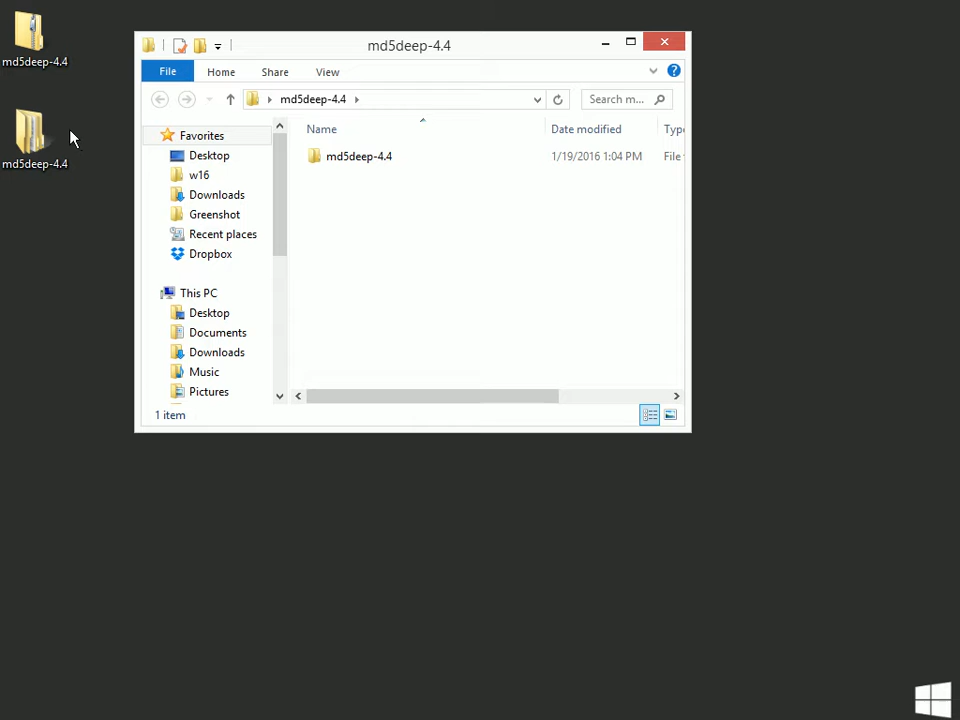 md5deep-4.4
md5deep-4.4
md5deep-4.4
File Home Share View
md5deep-4.4
Search m...
Favorites
Desktop
w16
Downloads
Greenshot
Recent places
Dropbox
This PC
Desktop
Documents
Downloads
Music
Pictures
Name Date modified Type
md5deep-4.4 1/19/2016 1:04 PM File
1 item